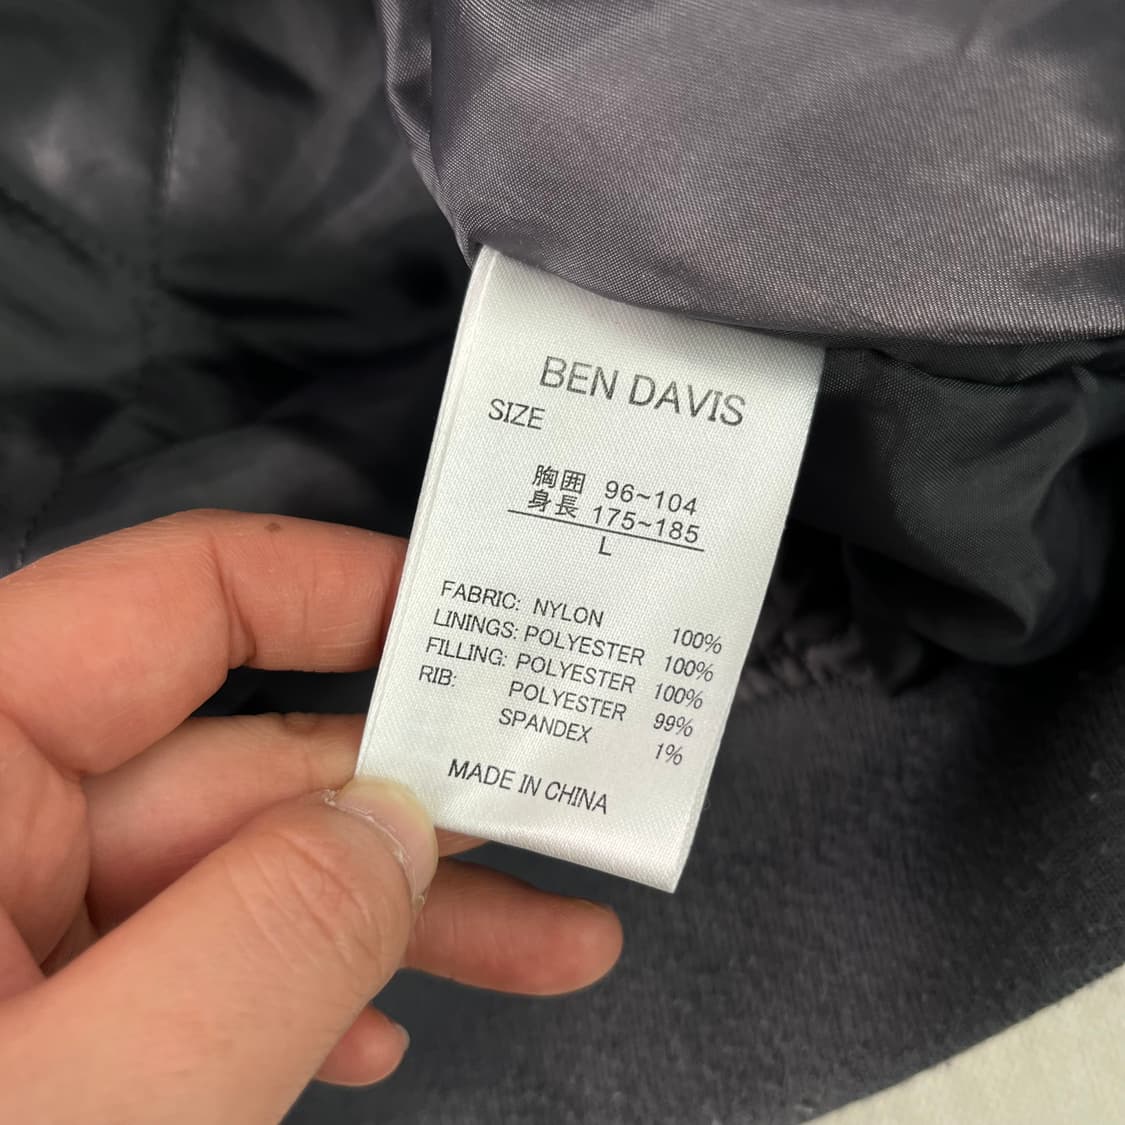 BEN DAVIS
SIZE
胸囲 96~104
身長 175~185
L
FABRIC: NYLON 100%
LININGS: POLYESTER 100%
FILLING: POLYESTER 100%
RIB: POLYESTER 99%
SPANDEX 1%
MADE IN CHINA